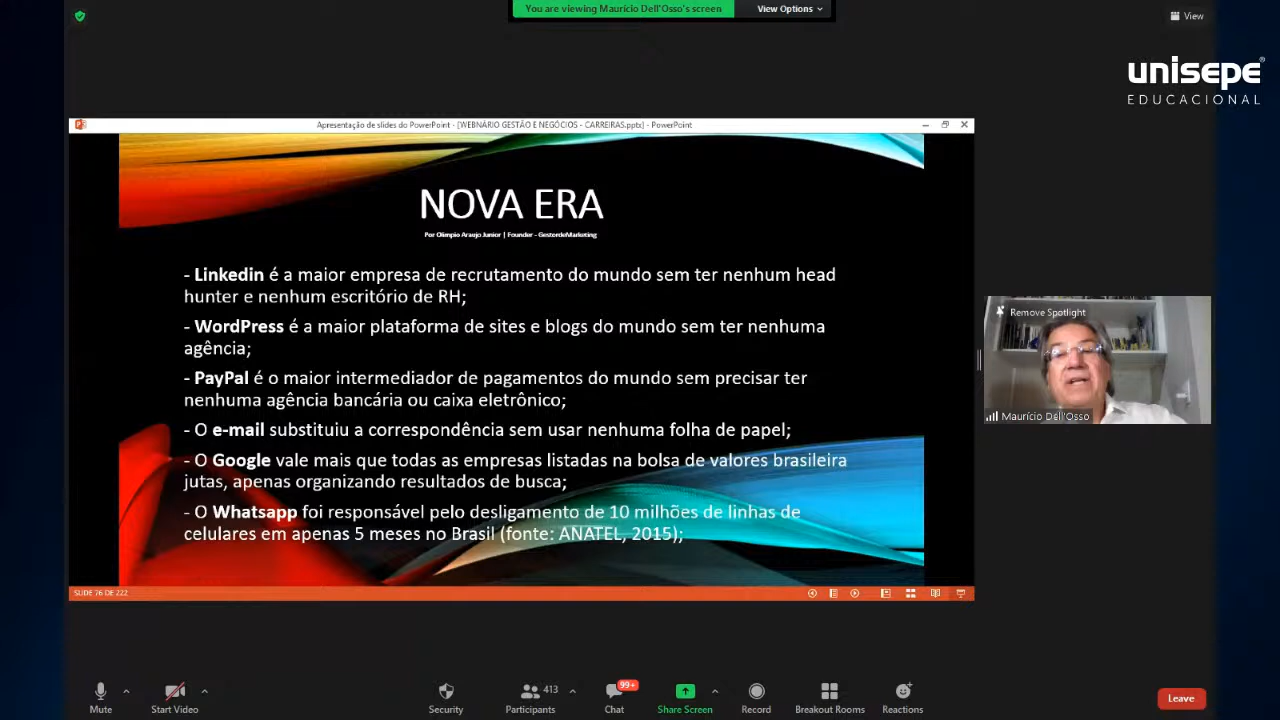 You are viewing Maurício Dell'Osso's screen
View Options
View
unisepe
EDUCACIONAL
Apresentação de slides do PowerPoint - [WEBNÁRIO GESTÃO E NEGÓCIOS - CARREIRAS.pptx] - PowerPoint
NOVA ERA
Por Olimpio Araujo Junior | Founder - GestordeMarketing
- Linkedin é a maior empresa de recrutamento do mundo sem ter nenhum head
hunter e nenhum escritório de RH;
- WordPress é a maior plataforma de sites e blogs do mundo sem ter nenhuma
agência;
- PayPal é o maior intermediador de pagamentos do mundo sem precisar ter
nenhuma agência bancária ou caixa eletrônico;
- O e-mail substituiu a correspondência sem usar nenhuma folha de papel;
- O Google vale mais que todas as empresas listadas na bolsa de valores brasileira
jutas, apenas organizando resultados de busca;
- O Whatsapp foi responsável pelo desligamento de 10 milhões de linhas de
celulares em apenas 5 meses no Brasil (fonte: ANATEL, 2015);
SLIDE 76 DE 222
Remove Spotlight
Maurício Dell'Osso
Mute
Start Video
Security
413
Participants
99+
Chat
Share Screen
Record
Breakout Rooms
Reactions
Leave